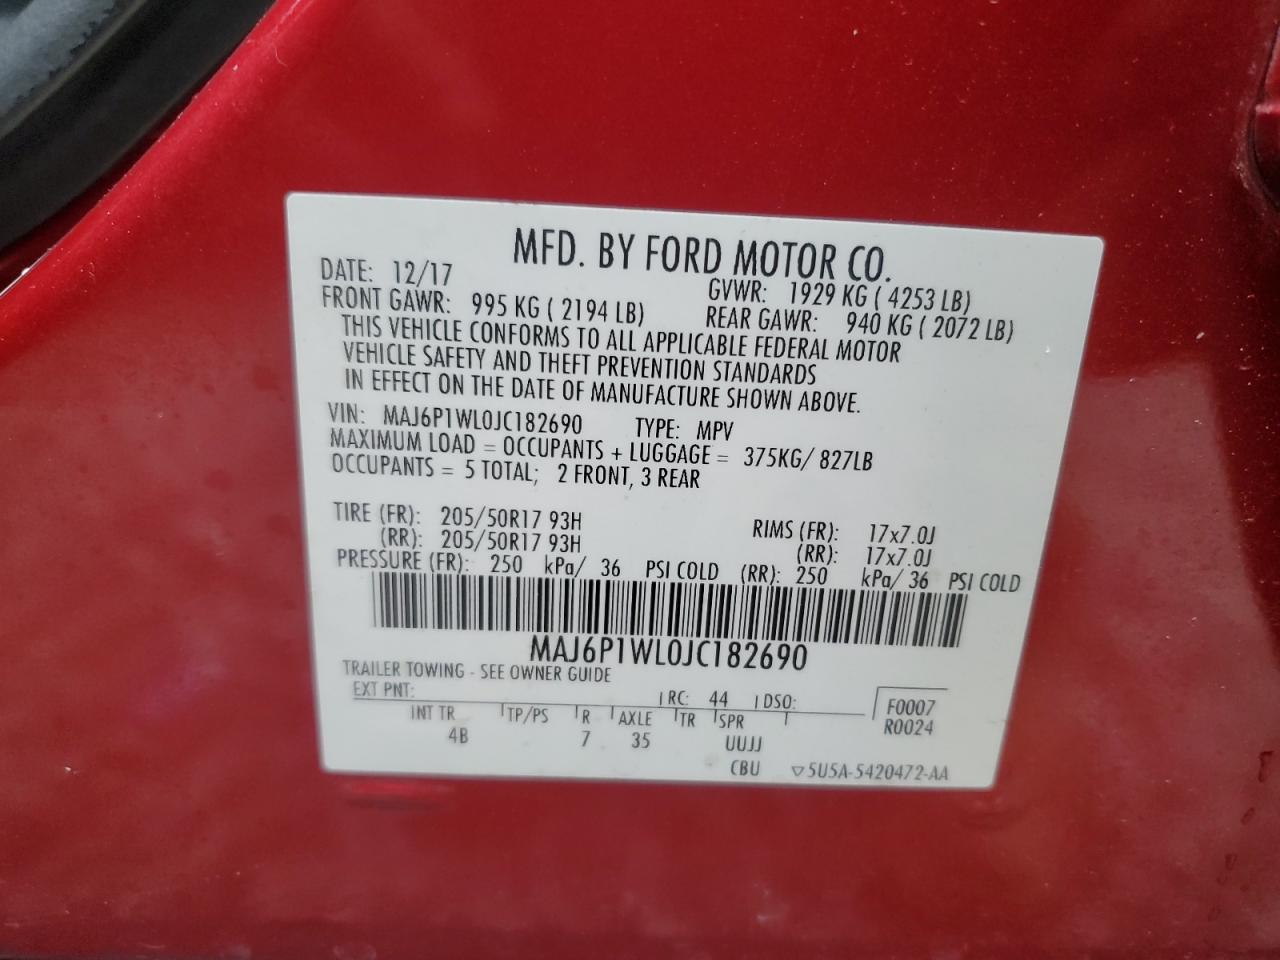 MFD. BY FORD MOTOR CO.
DATE: 12/17 GVWR: 1929 KG ( 4253 LB)
FRONT GAWR: 995 KG ( 2194 LB) REAR GAWR: 940 KG ( 2072 LB)
THIS VEHICLE CONFORMS TO ALL APPLICABLE FEDERAL MOTOR
VEHICLE SAFETY AND THEFT PREVENTION STANDARDS
IN EFFECT ON THE DATE OF MANUFACTURE SHOWN ABOVE.
VIN: MAJ6P1WL0JC182690 TYPE: MPV
MAXIMUM LOAD = OCCUPANTS + LUGGAGE = 375KG/ 827LB
OCCUPANTS = 5 TOTAL; 2 FRONT, 3 REAR
TIRE (FR): 205/50R17 93H RIMS (FR): 17x7.0J
(RR): 205/50R17 93H (RR): 17x7.0J
PRESSURE (FR): 250 kPa/ 36 PSI COLD (RR): 250 kPa/ 36 PSI COLD
MAJ6P1WL0JC182690
TRAILER TOWING - SEE OWNER GUIDE
EXT PNT: RC: 44 DSO: F0007
INT TR TP/PS R AXLE TR SPR R0024
4B 7 35 UUJJ
CBU ▽5U5A-5420472-AA